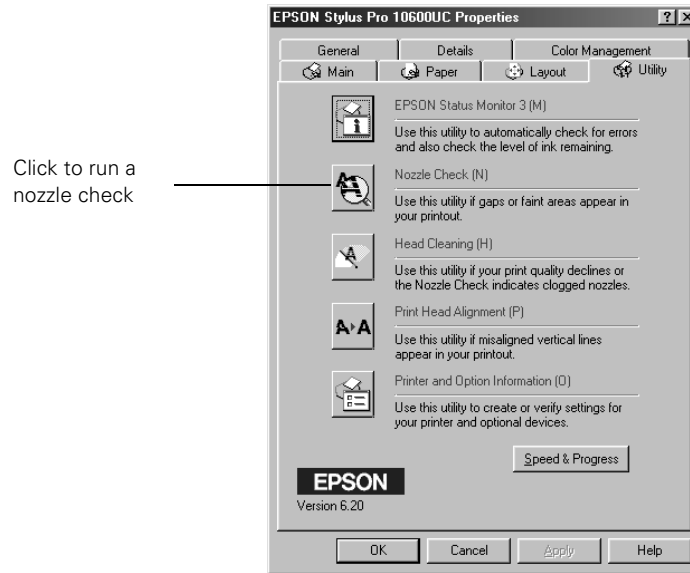 EPSON Stylus Pro 10600UC Properties
General
Details
Color Management
Main
Paper
Layout
Utility
EPSON Status Monitor 3 (M)
Use this utility to automatically check for errors
and also check the level of ink remaining.
Click to run a
nozzle check
Nozzle Check (N)
Use this utility if gaps or faint areas appear in
your printout.
Head Cleaning (H)
Use this utility if your print quality declines or
the Nozzle Check indicates clogged nozzles.
Print Head Alignment (P)
Use this utility if misaligned vertical lines
appear in your printout.
Printer and Option Information (O)
Use this utility to create or verify settings for
your printer and optional devices.
Speed & Progress
EPSON
Version 6.20
OK
Cancel
Apply
Help